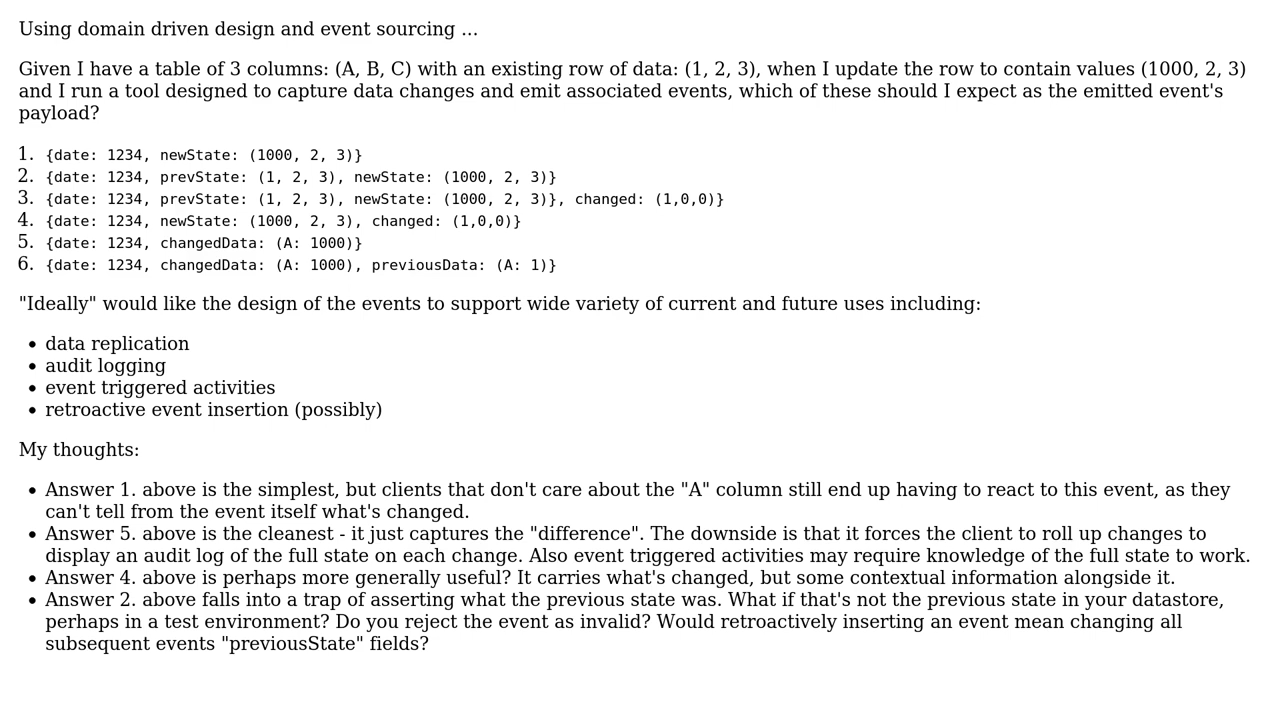 Using domain driven design and event sourcing ...
Given I have a table of 3 columns: (A, B, C) with an existing row of data: (1, 2, 3), when I update the row to contain values (1000, 2, 3)
and I run a tool designed to capture data changes and emit associated events, which of these should I expect as the emitted event's
payload?
1. {date: 1234, newState: (1000, 2, 3)}
2. {date: 1234, prevState: (1, 2, 3), newState: (1000, 2, 3)}
3. {date: 1234, prevState: (1, 2, 3), newState: (1000, 2, 3)}, changed: (1,0,0)}
4. {date: 1234, newState: (1000, 2, 3), changed: (1,0,0)}
5. {date: 1234, changedData: (A: 1000)}
6. {date: 1234, changedData: (A: 1000), previousData: (A: 1)}
"Ideally" would like the design of the events to support wide variety of current and future uses including:
• data replication
• audit logging
• event triggered activities
• retroactive event insertion (possibly)
My thoughts:
• Answer 1. above is the simplest, but clients that don't care about the "A" column still end up having to react to this event, as they
can't tell from the event itself what's changed.
• Answer 5. above is the cleanest - it just captures the "difference". The downside is that it forces the client to roll up changes to
display an audit log of the full state on each change. Also event triggered activities may require knowledge of the full state to work.
• Answer 4. above is perhaps more generally useful? It carries what's changed, but some contextual information alongside it.
• Answer 2. above falls into a trap of asserting what the previous state was. What if that's not the previous state in your datastore,
perhaps in a test environment? Do you reject the event as invalid? Would retroactively inserting an event mean changing all
subsequent events "previousState" fields?